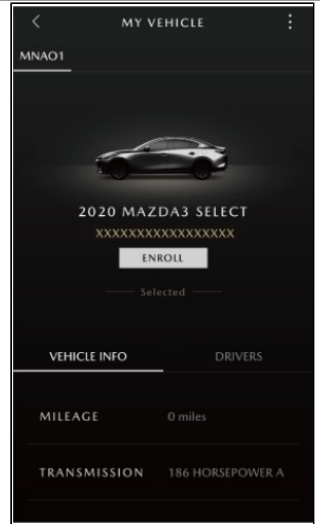 MY VEHICLE
MNAO1
2020 MAZDA3 SELECT
XXXXXXXXXXXXXXXXX
ENROLL
Selected
VEHICLE INFO DRIVERS
MILEAGE 0 miles
TRANSMISSION 186 HORSEPOWER A